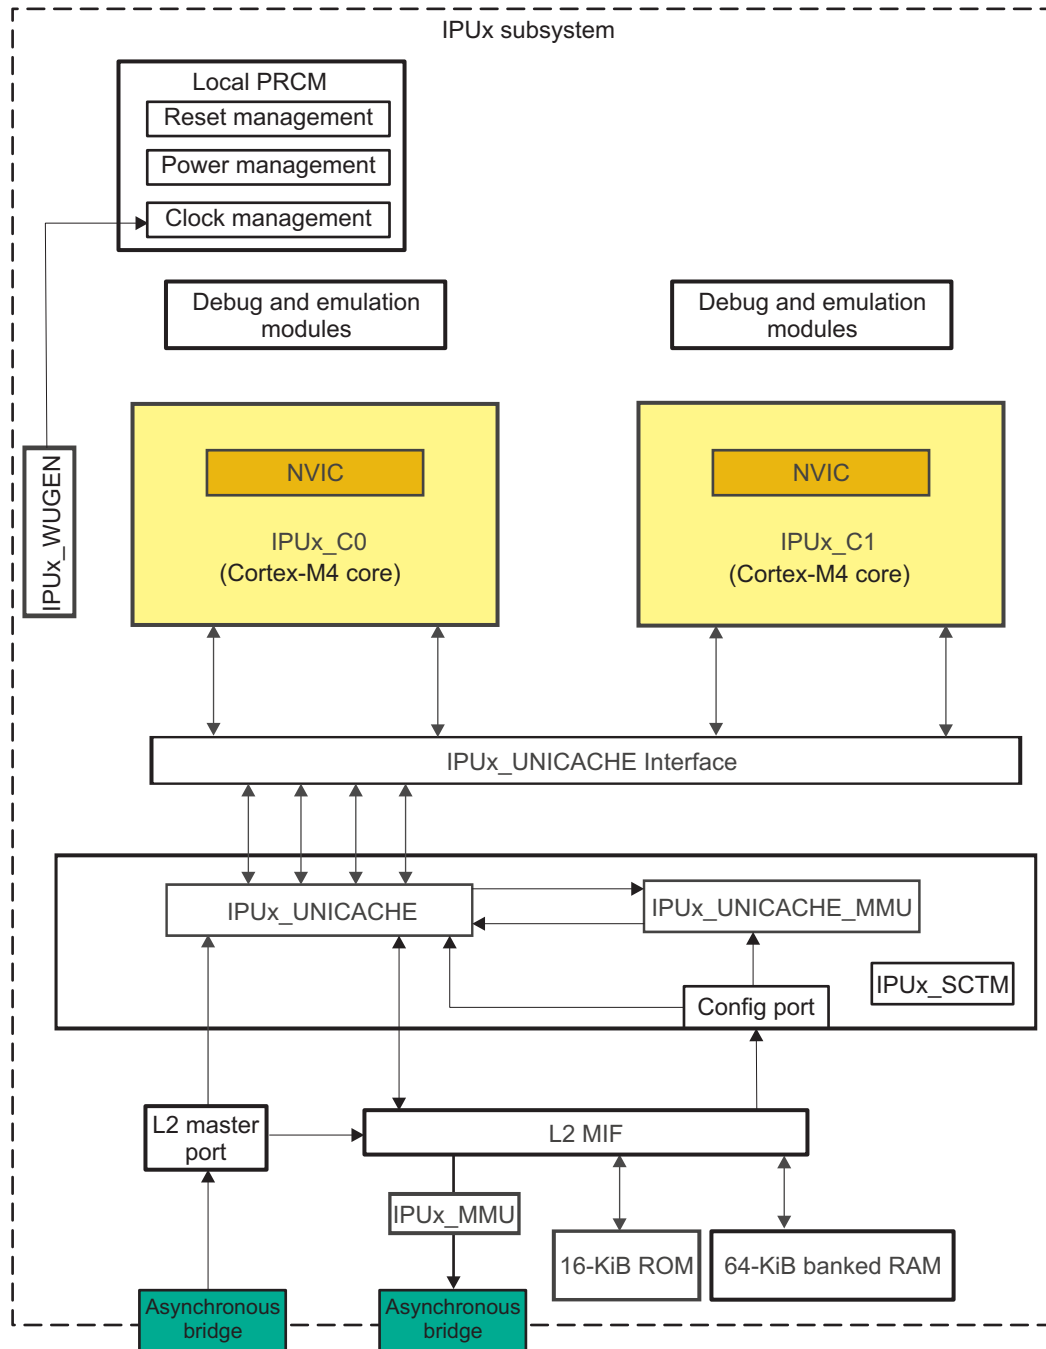 IPUx subsystem
Local PRCM
Reset management
Power management
Clock management
Debug and emulation
modules
Debug and emulation
modules
IPUx_WUGEN
NVIC
IPUx_C0
(Cortex-M4 core)
NVIC
IPUx_C1
(Cortex-M4 core)
IPUx_UNICACHE Interface
IPUx_UNICACHE
IPUx_UNICACHE_MMU
IPUx_SCTM
Config port
L2 master
port
L2 MIF
IPUx_MMU
16-KiB ROM
64-KiB banked RAM
Asynchronous
bridge
Asynchronous
bridge